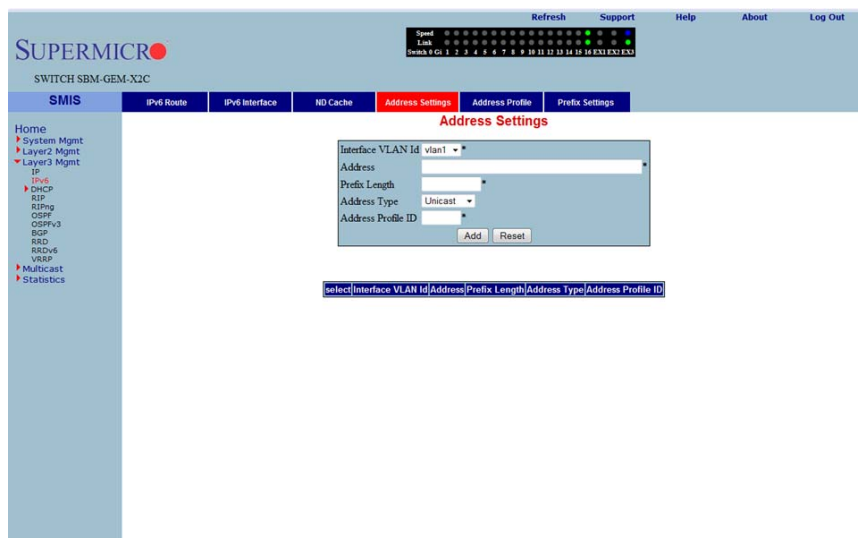 Refresh Support Help About Log Out
SUPERMICRO
SWITCH SBM-GEM-X2C
Speed
Link
Switch 0 Gi 1 2 3 4 5 6 7 8 9 10 11 12 13 14 15 16 EX1 EX2 EX3
SMIS
IPv6 Route IPv6 Interface ND Cache Address Settings Address Profile Prefix Settings
Home
System Mgmt
Layer2 Mgmt
Layer3 Mgmt
IP
IPv6
DHCP
RIP
RIPng
OSPF
OSPFv3
BGP
RRD
RRDv6
VRRP
Multicast
Statistics
Address Settings
Interface VLAN Id vlan1 *
Address *
Prefix Length *
Address Type Unicast
Address Profile ID *
Add Reset
select Interface VLAN Id Address Prefix Length Address Type Address Profile ID